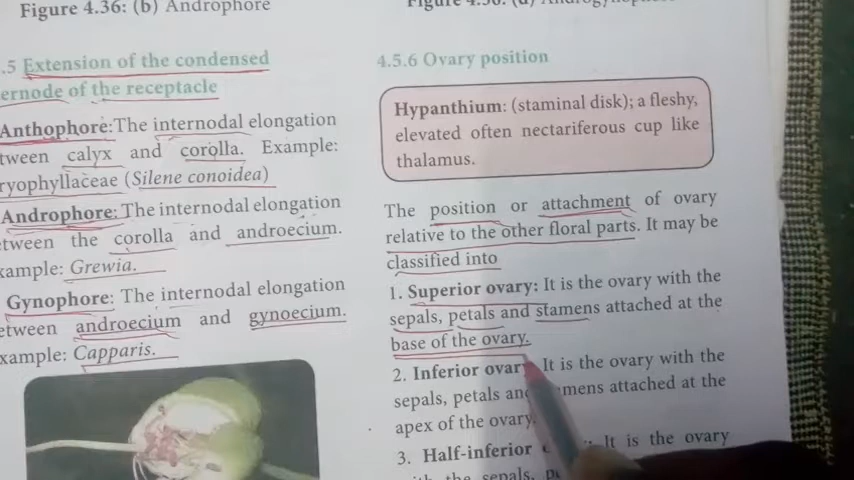 Figure 4.36: (b) Androphore
.5 Extension of the condensed
ernode of the receptacle
Anthophore:The internodal elongation
tween calyx and corolla. Example:
ryophyllaceae (Silene conoidea)
Androphore: The internodal elongation
etween the corolla and androecium.
xample: Grewia.
Gynophore: The internodal elongation
etween androecium and gynoecium.
xample: Capparis.
4.5.6 Ovary position
Hypanthium: (staminal disk); a fleshy,
elevated often nectariferous cup like
thalamus.
The position or attachment of ovary
relative to the other floral parts. It may be
classified into
1. Superior ovary: It is the ovary with the
sepals, petals and stamens attached at the
base of the ovary.
2. Inferior ovary It is the ovary with the
sepals, petals and mens attached at the
apex of the ovary.
3. Half-inferior It is the ovary
the sepals,